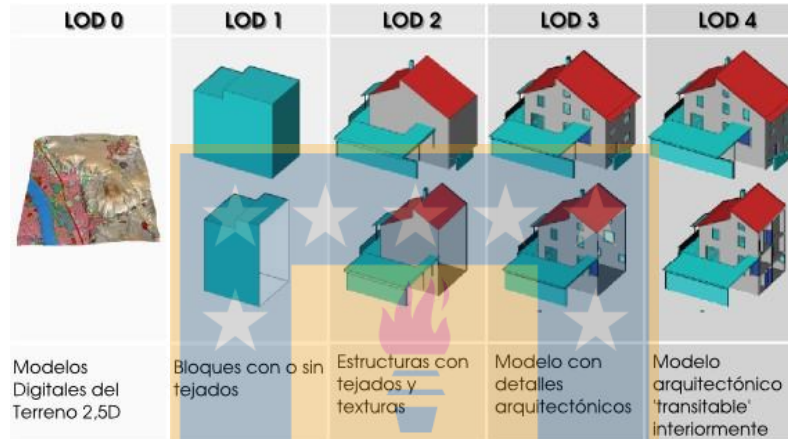 LOD 0
LOD 1
LOD 2
LOD 3
LOD 4
Modelos
Digitales del
Terreno 2,5D
Bloques con o sin
tejados
Estructuras con
tejados y
texturas
Modelo con
detalles
arquitectónicos
Modelo
arquitectónico
'transitable'
interiormente